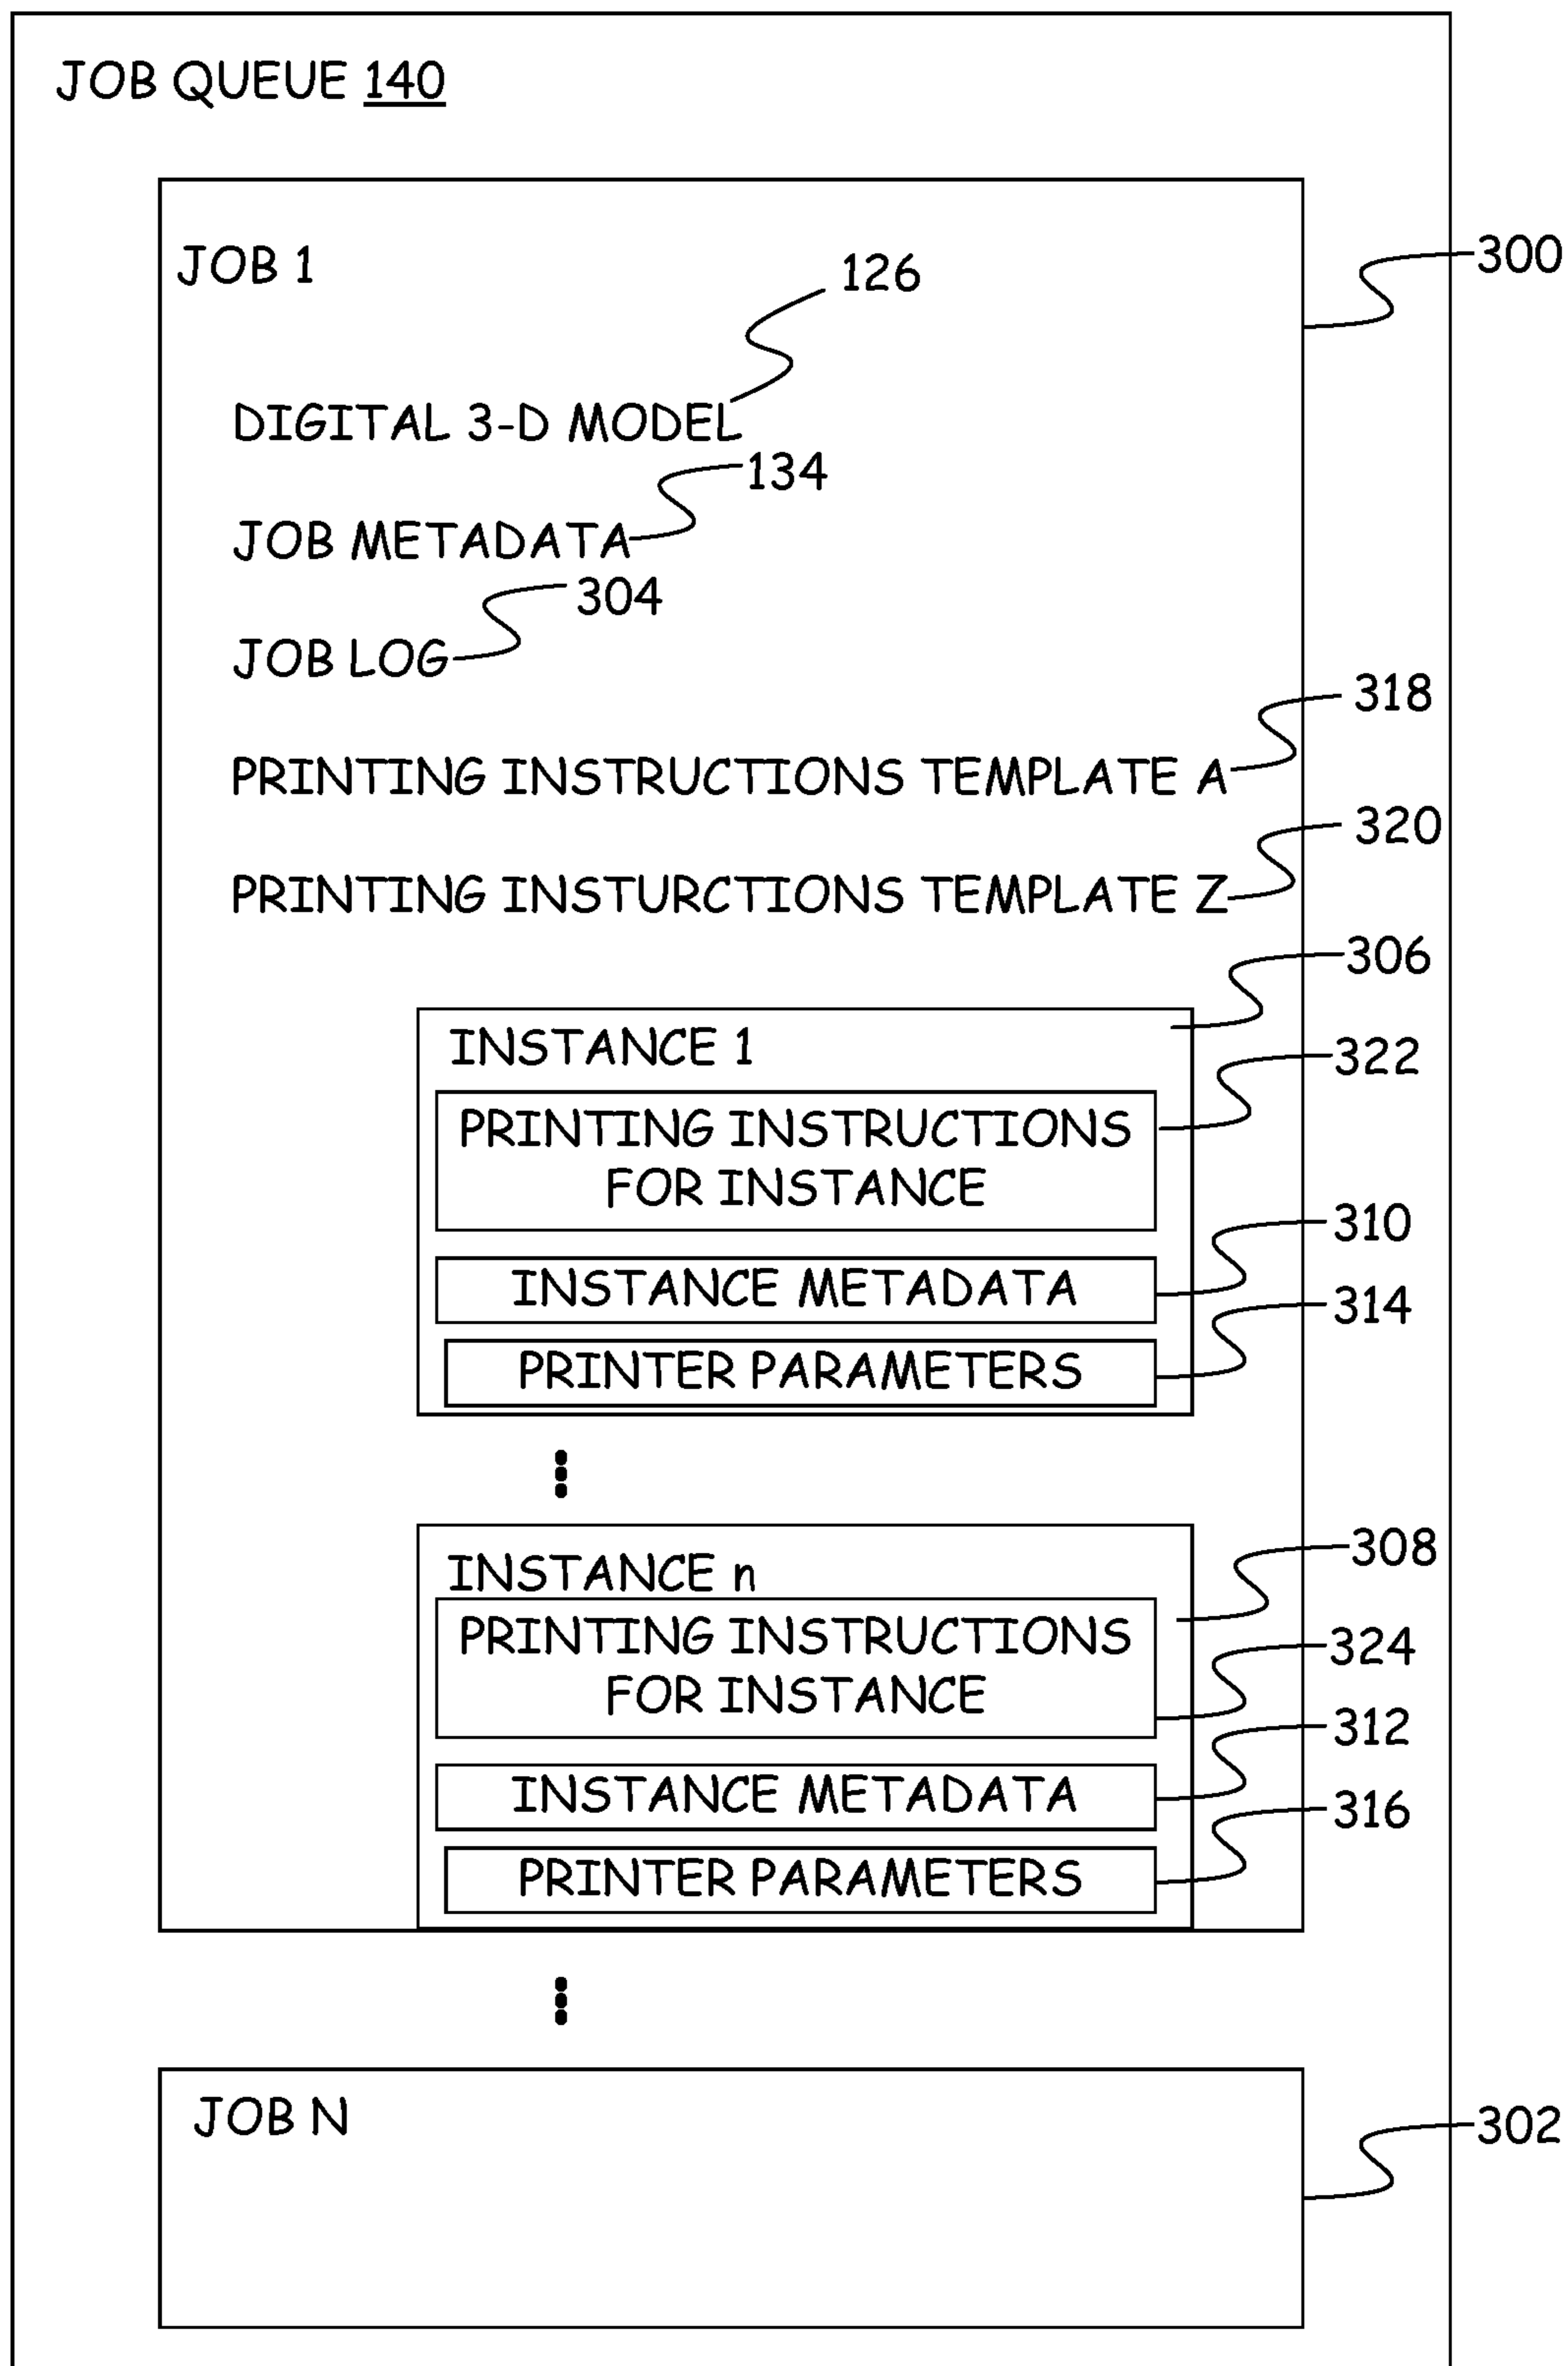 JOB QUEUE 140
JOB 1
300
126
DIGITAL 3-D MODEL
134
JOB METADATA
304
JOB LOG
318
PRINTING INSTRUCTIONS TEMPLATE A
320
PRINTING INSTURCTIONS TEMPLATE Z
306
INSTANCE 1
322
PRINTING INSTRUCTIONS
FOR INSTANCE
310
INSTANCE METADATA
314
PRINTER PARAMETERS
308
INSTANCE n
PRINTING INSTRUCTIONS
324
FOR INSTANCE
312
INSTANCE METADATA
316
PRINTER PARAMETERS
JOB N
302